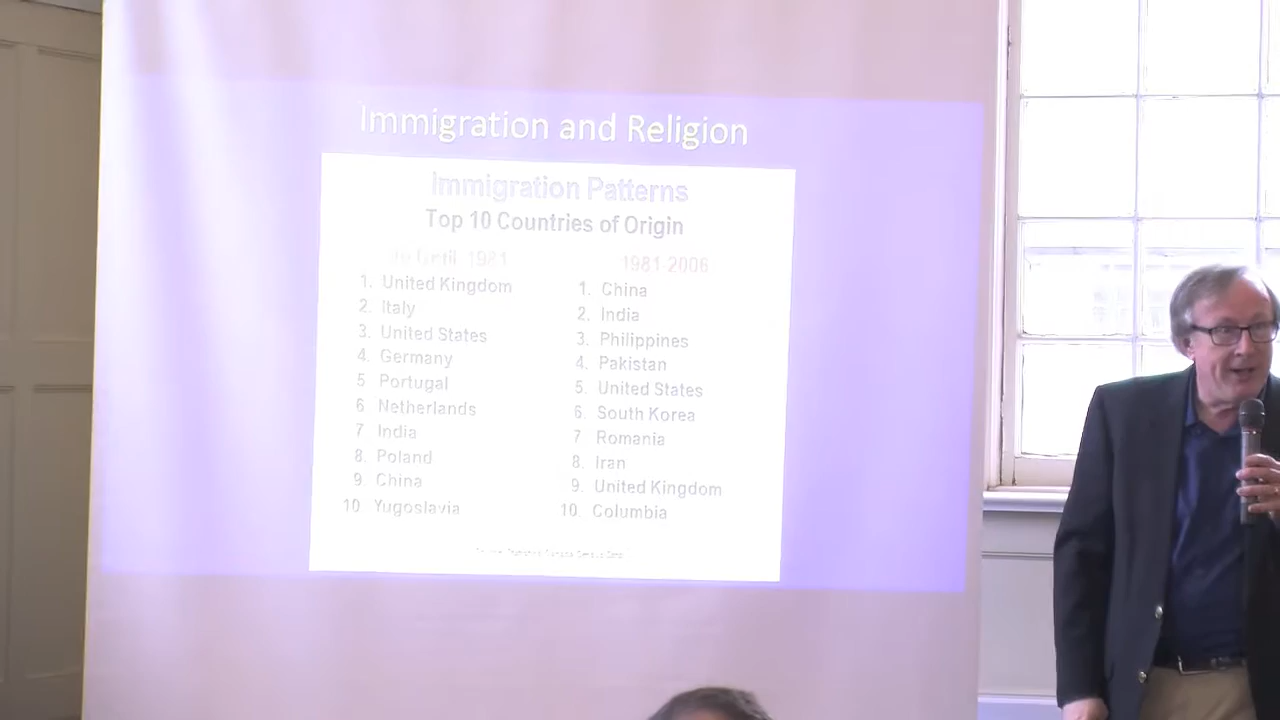 Immigration and Religion
Immigration Patterns
Top 10 Countries of Origin
Until 1981
1. United Kingdom
2. Italy
3. United States
4. Germany
5 Portugal
6 Netherlands
7 India
8. Poland
9. China
10 Yugoslavia
1981-2006
1. China
2. India
3. Philippines
4. Pakistan
5. United States
6. South Korea
7 Romania
8. Iran
9. United Kingdom
10. Columbia